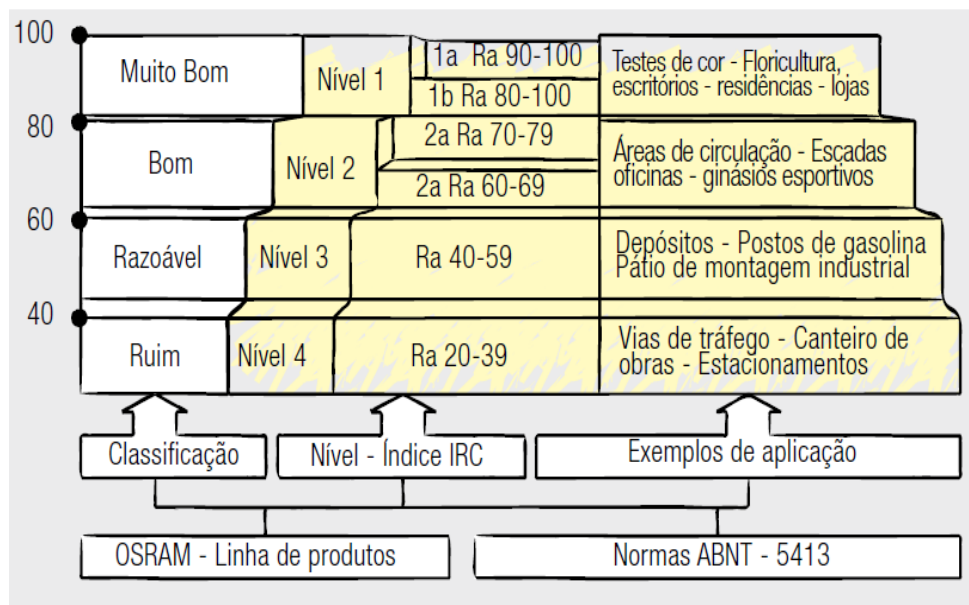 100
Muito Bom
Nível 1
1a Ra 90-100
1b Ra 80-100
Testes de cor - Floricultura,
escritórios - residências - lojas
80
Bom
Nível 2
2a Ra 70-79
2a Ra 60-69
Áreas de circulação - Escadas
oficinas - ginásios esportivos
60
Razoável
Nível 3
Ra 40-59
Depósitos - Postos de gasolina
Pátio de montagem industrial
40
Ruim
Nível 4
Ra 20-39
Vias de tráfego - Canteiro de
obras - Estacionamentos
Classificação
Nível - Índice IRC
Exemplos de aplicação
OSRAM - Linha de produtos
Normas ABNT - 5413